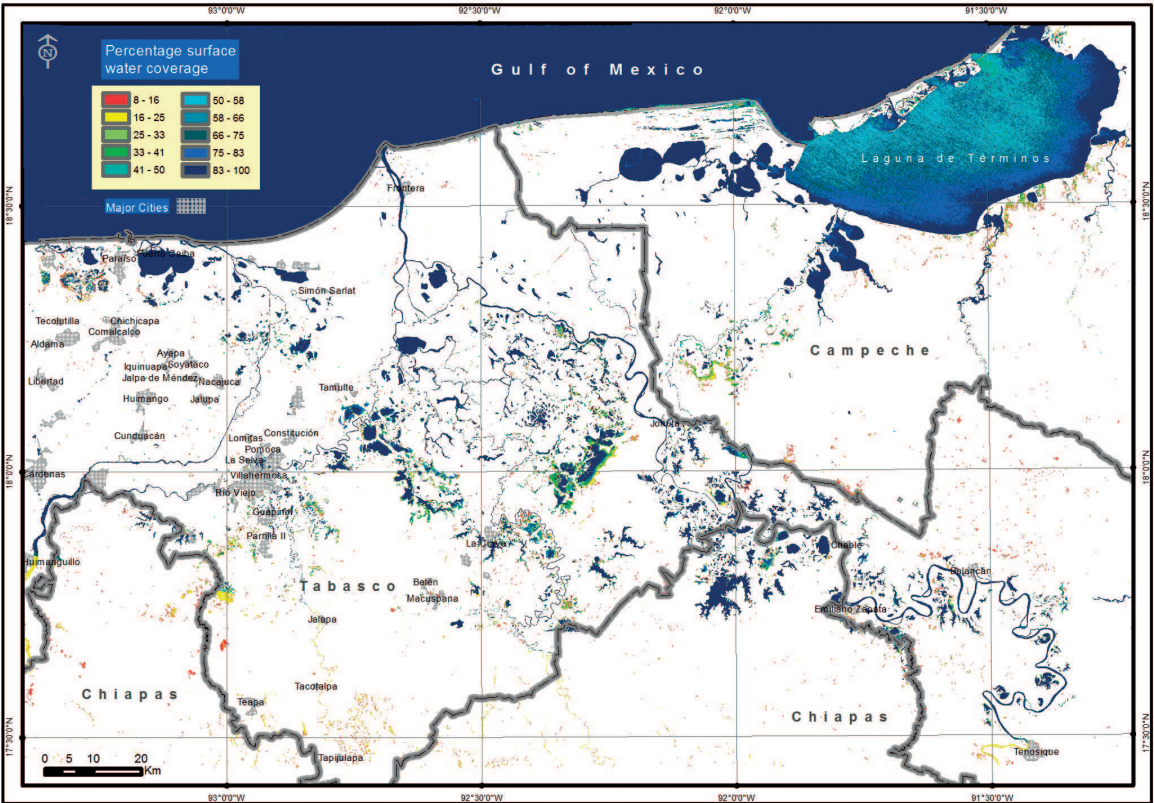 93°0'0"W
92°30'0"W
92°0'0"W
91°30'0"W
N
Percentage surface
water coverage
8 - 16
50 - 58
16 - 25
58 - 66
25 - 33
66 - 75
33 - 41
75 - 83
41 - 50
83 - 100
Major Cities
Gulf of Mexico
Laguna de Términos
Frontera
18°30'0"N
18°30'0"N
Paraíso
Simón Sarlat
Tecolutilla
Chichicapa
Comalcalco
Aldama
Ayapa
Iquinuapa
Soyataco
Jalpa de Méndez
Nacajuca
Libertad
Huimango
Jalupa
Tamulte
Campeche
Cunduacán
Lomitas
Constitución
Pomoca
La Selva
Jonuta
Cárdenas
Villahermosa
18°0'0"N
18°0'0"N
Río Viejo
Guapinol
Parrilla II
Chablé
Huimanguillo
Balancán
Tabasco
Belén
Macuspana
Emiliano Zapata
Jalapa
Chiapas
Tacotalpa
Teapa
Chiapas
17°30'0"N
17°30'0"N
Tapijulapa
Tenosique
0 5 10 20
Km
93°0'0"W
92°30'0"W
92°0'0"W
91°30'0"W